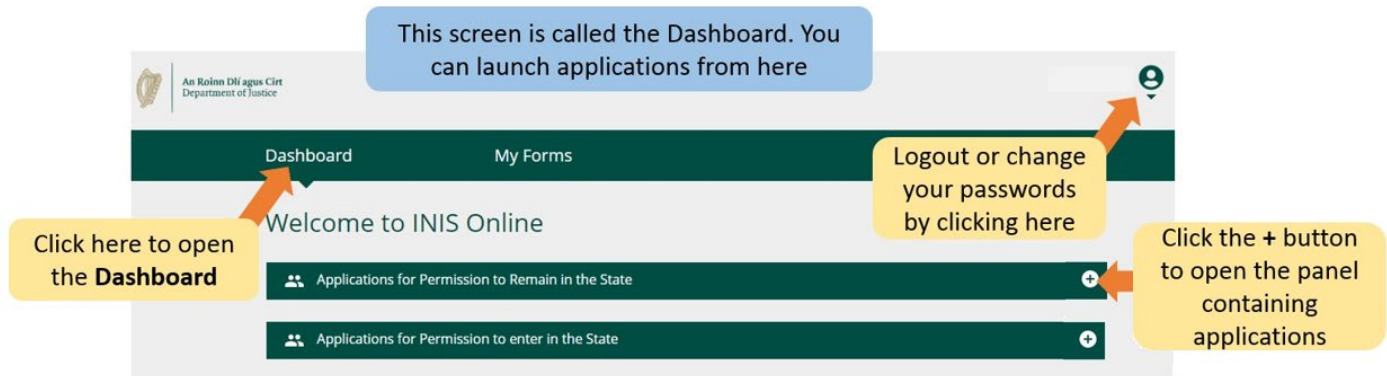 This screen is called the Dashboard. You
can launch applications from here
An Roinn Dlí agus Cirt
Department of Justice
Dashboard
My Forms
Logout or change
your passwords
by clicking here
Click here to open
the Dashboard
Welcome to INIS Online
Click the + button
to open the panel
containing
applications
Applications for Permission to Remain in the State
Applications for Permission to enter in the State